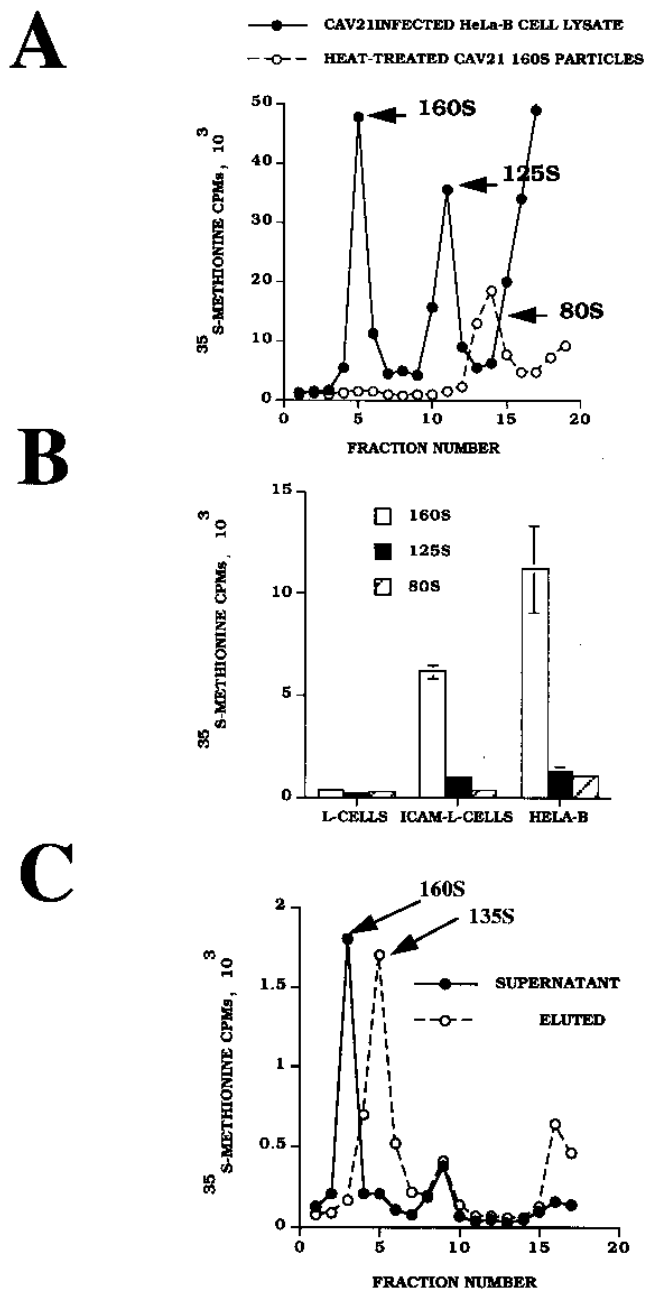 A
CAV21INFECTED HeLa-B CELL LYSATE
HEAT-TREATED CAV21 160S PARTICLES
35
S-METHIONINE CPMs, 10
3
50
40
30
20
10
0
160S
125S
80S
0 5 10 15 20
FRACTION NUMBER
B
35
S-METHIONINE CPMs, 10
3
15
10
5
0
160S
125S
80S
L-CELLS ICAM-L-CELLS HELA-B
C
35
S-METHIONINE CPMs, 10
3
2
1.5
1
0.5
0
160S
135S
SUPERNATANT
ELUTED
0 5 10 15 20
FRACTION NUMBER